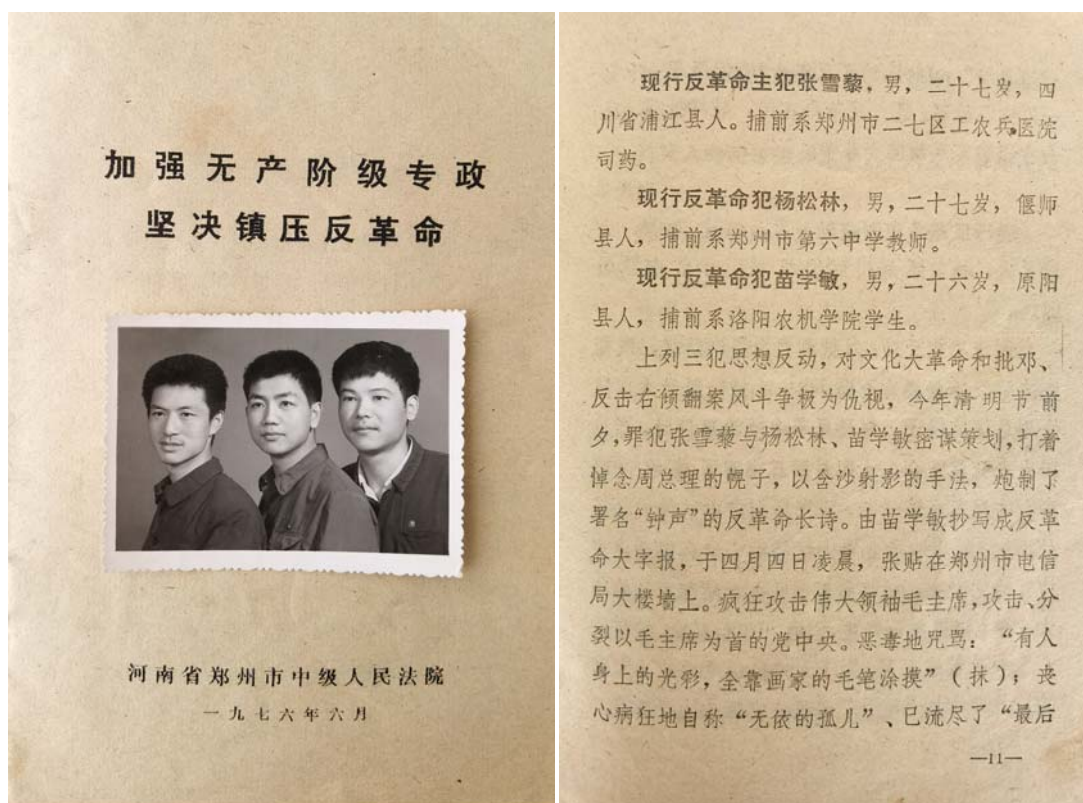 加强无产阶级专政
坚决镇压反革命
河南省郑州市中级人民法院
一九七六年六月
现行反革命主犯张雪藜，男，二十七岁，四
川省浦江县人。捕前系郑州市二七区工农兵医院
司药。
现行反革命犯杨松林，男，二十七岁，偃师
县人，捕前系郑州市第六中学教师。
现行反革命犯苗学敏，男，二十六岁，原阳
县人，捕前系洛阳农机学院学生。
上列三犯思想反动，对文化大革命和批邓、
反击右倾翻案风斗争极为仇视，今年清明节前
夕，罪犯张雪藜与杨松林、苗学敏密谋策划，打着
悼念周总理的幌子，以含沙射影的手法，炮制了
署名“钟声”的反革命长诗。由苗学敏抄写成反革
命大字报，于四月四日凌晨，张贴在郑州市电信
局大楼墙上。疯狂攻击伟大领袖毛主席，攻击、分
裂以毛主席为首的党中央。恶毒地咒骂：“有人
身上的光彩，全靠画家的毛笔涂摸”（抹）；丧
心病狂地自称“无依的孤儿”、已流尽了“最后
—11—